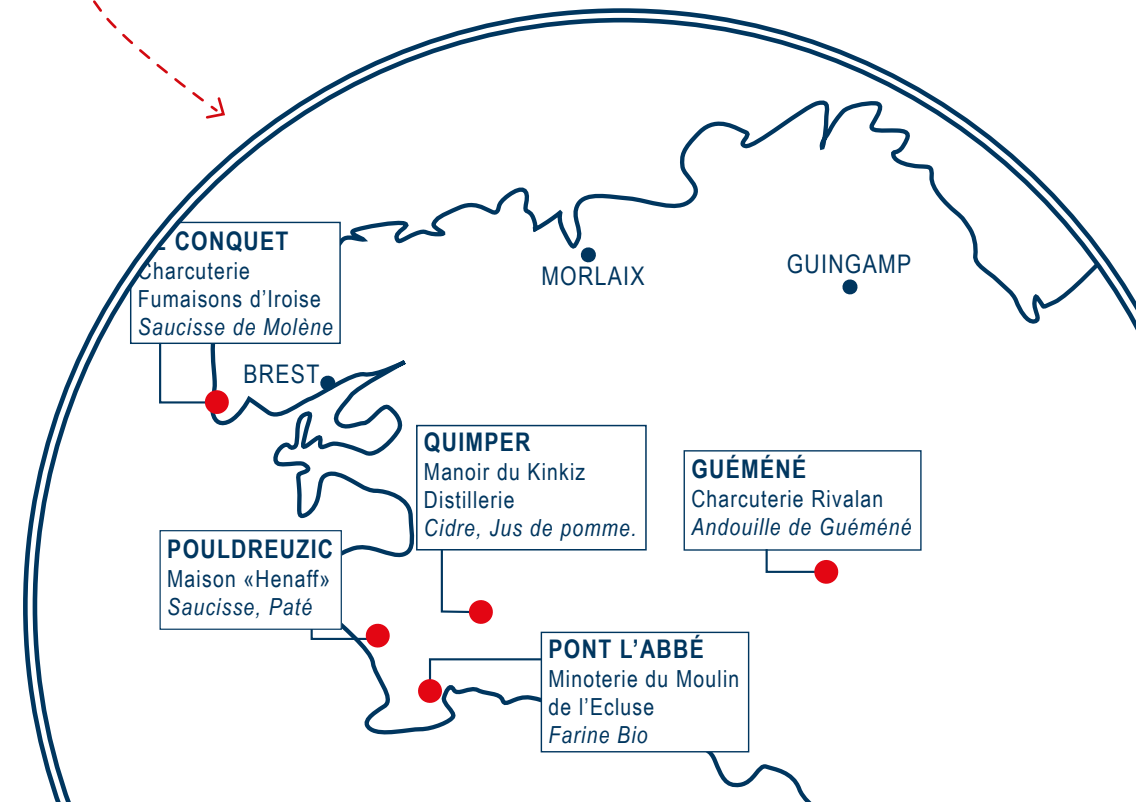 LE CONQUET
Charcuterie
Fumaisons d'Iroise
Saucisse de Molène
MORLAIX
GUINGAMP
BREST
QUIMPER
Manoir du Kinkiz
Distillerie
Cidre, Jus de pomme.
GUÉMÉNÉ
Charcuterie Rivalan
Andouille de Guéméné
POULDREUZIC
Maison «Henaff»
Saucisse, Paté
PONT L'ABBÉ
Minoterie du Moulin
de l'Ecluse
Farine Bio